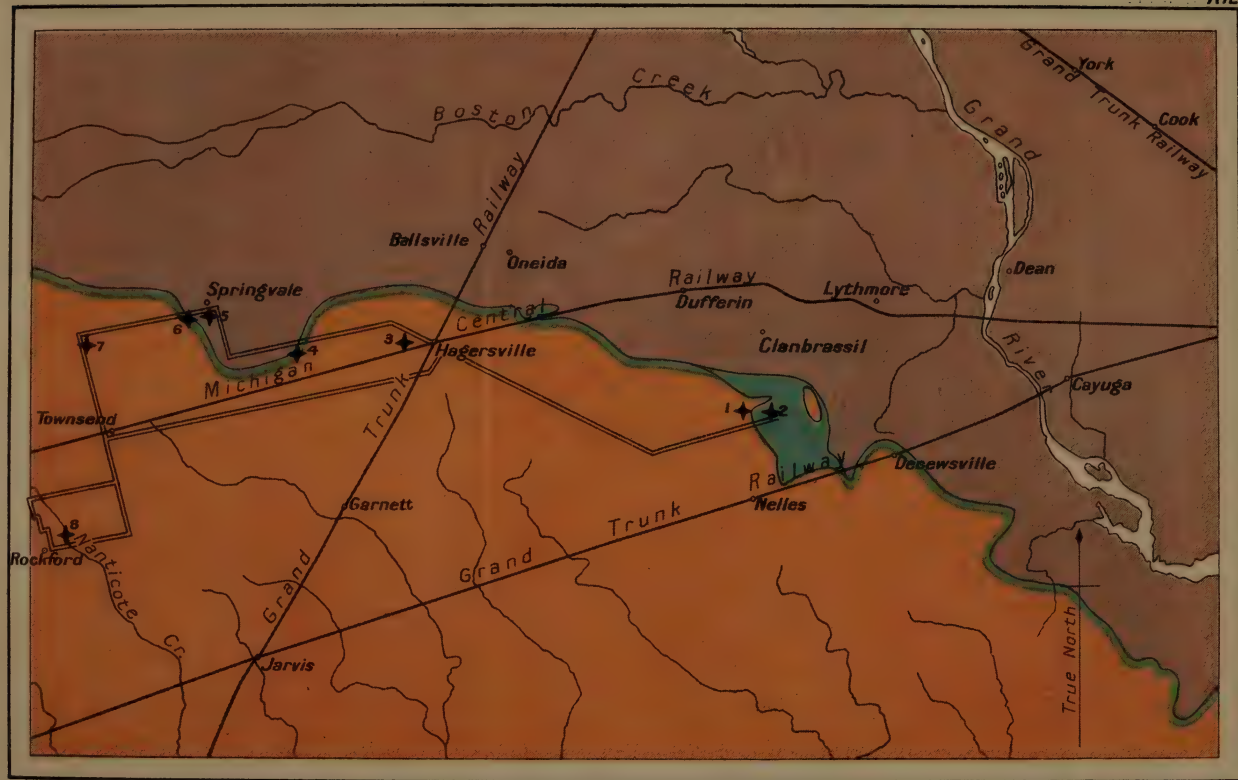 York
Grand Trunk Railway
Cook
Boston Creek
Grand River
Railway
Ballsville
Oneida
Dean
Springvale
Railway
Dufferin
Lythmore
6
5
7
4
3
Central
Hagersville
Clanbrassil
Michigan
Cayuga
Townsend
Trunk
1
2
Railway
Decewsville
Garnett
Nelles
8
Rockford
Nanticote Cr.
Trunk
Grand
Grand
Jarvis
True North